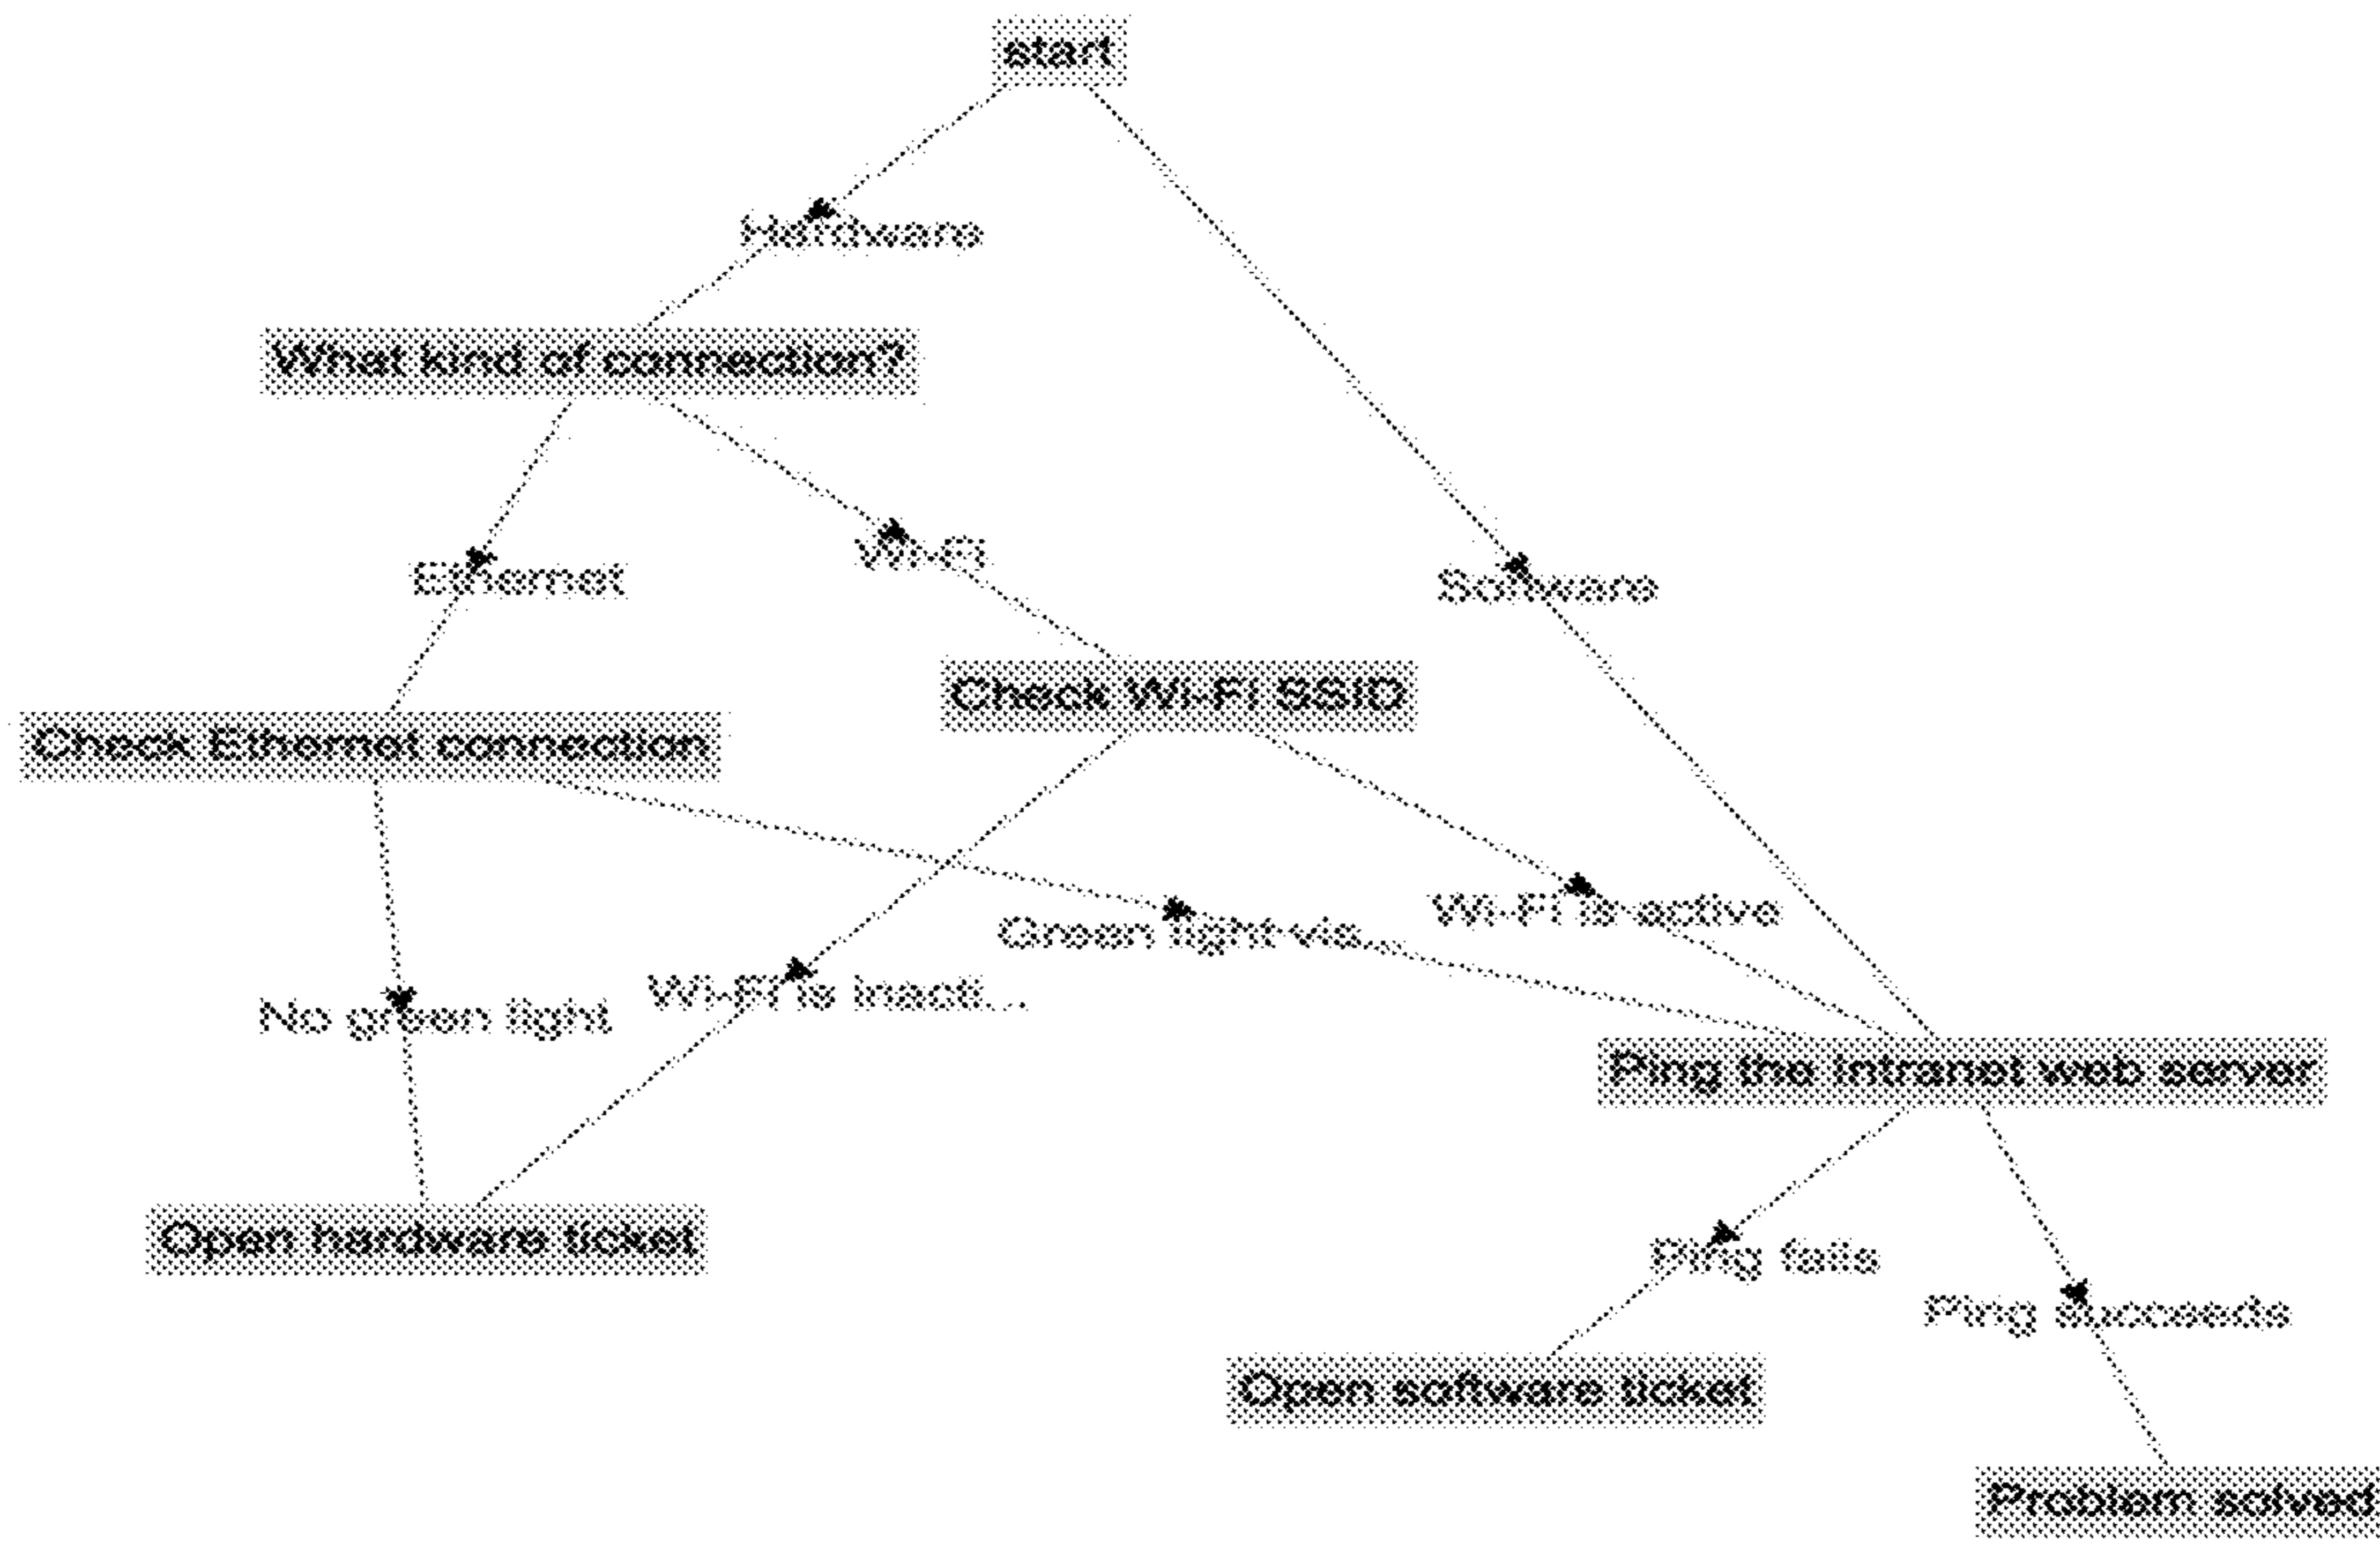 start
Hardware
What kind of connection?
Ethernet
Wi-Fi
Software
Check Wi-Fi SSID
Check Ethernet connection
Green light vis...
Wi-Fi is active
No green light
Wi-Fi is inacti...
Ping the intranet web server
Open hardware ticket
Ping fails
Ping succeeds
Open software ticket
Problem solved